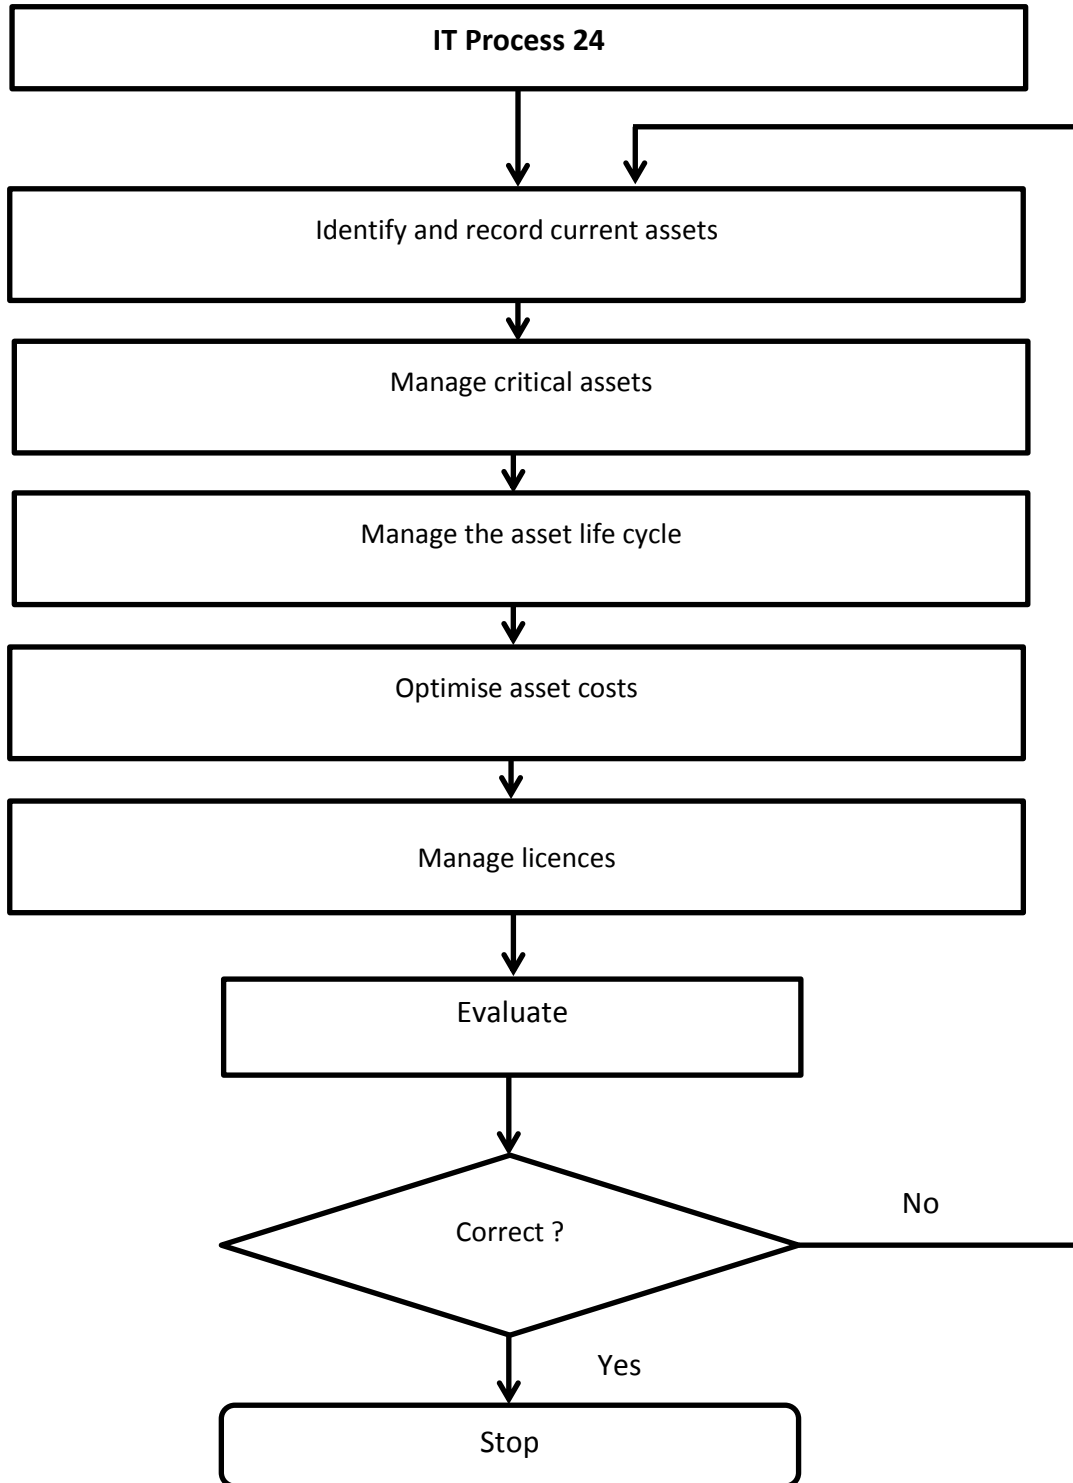 IT Process 24
Identify and record current assets
Manage critical assets
Manage the asset life cycle
Optimise asset costs
Manage licences
Evaluate
Correct ?
No
Yes
Stop